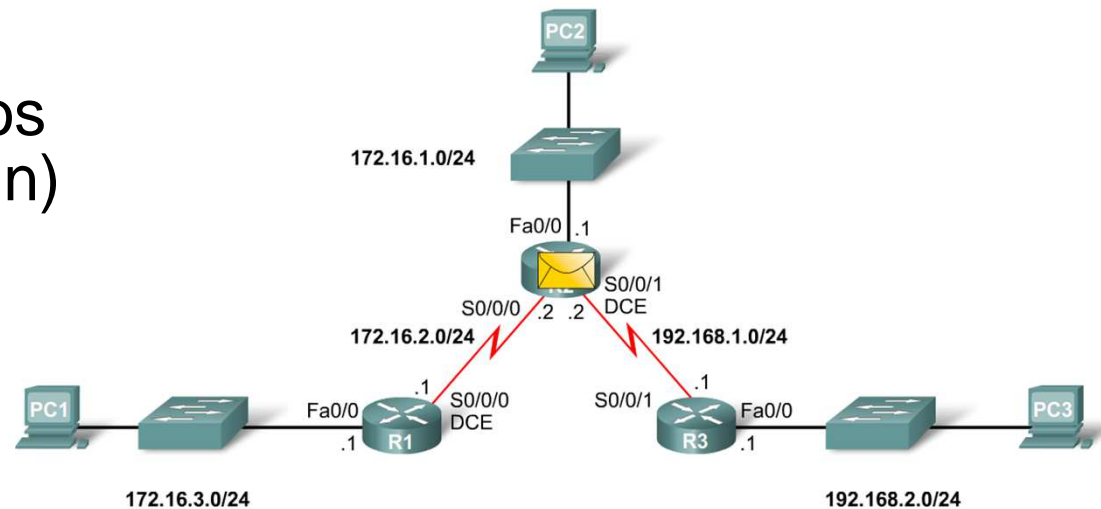 PC2
os
n)
172.16.1.0/24
Fa0/0
.1
S0/0/1
DCE
S0/0/0
.2
.2
172.16.2.0/24
192.168.1.0/24
.1
.1
PC1
Fa0/0
S0/0/0
DCE
S0/0/1
Fa0/0
PC3
.1
R1
R3
.1
172.16.3.0/24
192.168.2.0/24